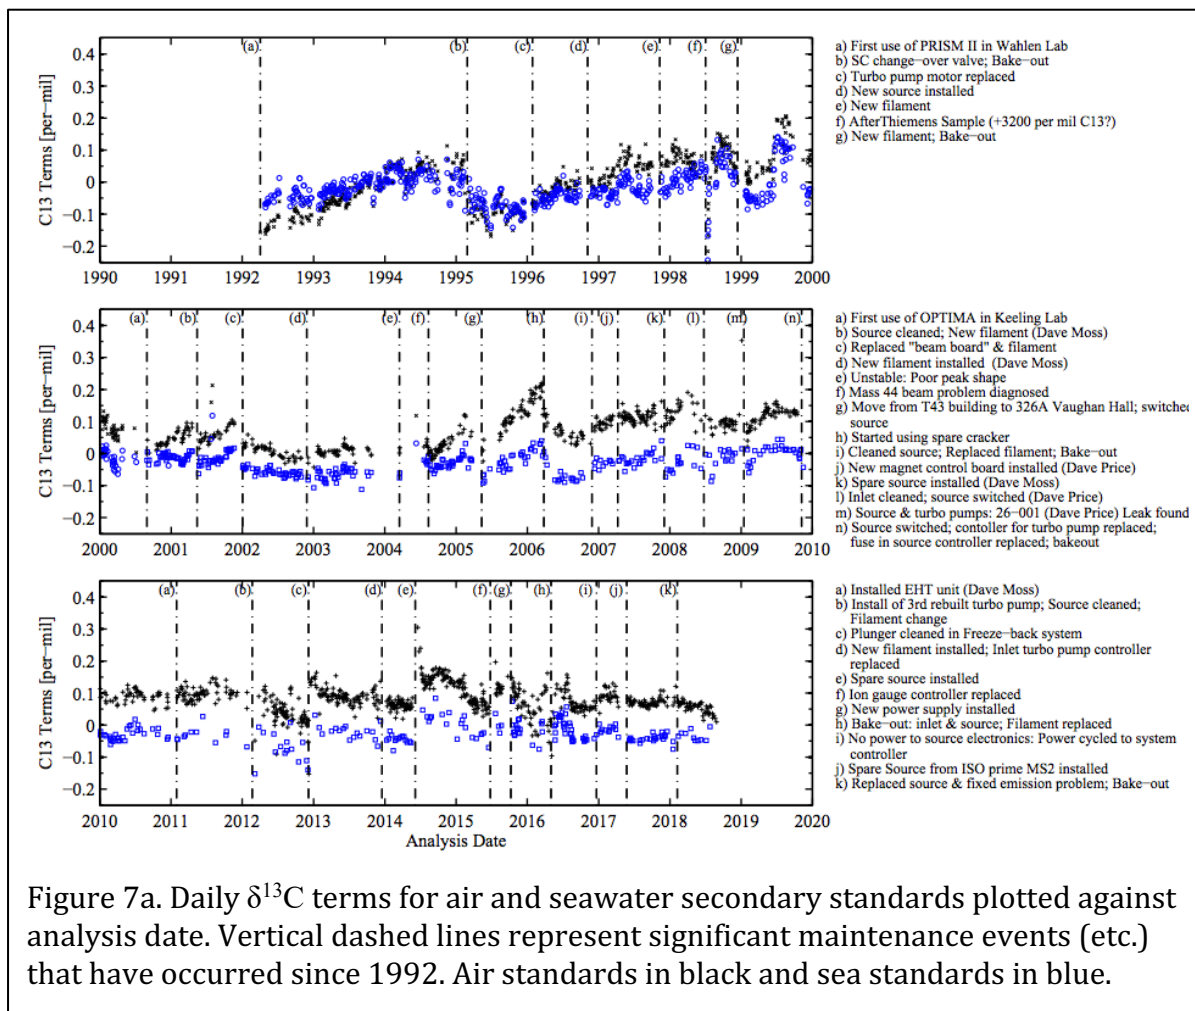 (a) (b) (c) (d) (e) (f) (g)
0.4
0.3
0.2
0.1
0
−0.1
−0.2
C13 Terms [per−mil]
1990 1991 1992 1993 1994 1995 1996 1997 1998 1999 2000
a) First use of PRISM II in Wahlen Lab
b) SC change−over valve; Bake−out
c) Turbo pump motor replaced
d) New source installed
e) New filament
f) AfterThiemens Sample (+3200 per mil C13?)
g) New filament; Bake−out
(a) (b) (c) (d) (e) (f) (g) (h) (i) (j) (k) (l) (m) (n)
0.4
0.3
0.2
0.1
0
−0.1
−0.2
C13 Terms [per−mil]
2000 2001 2002 2003 2004 2005 2006 2007 2008 2009 2010
a) First use of OPTIMA in Keeling Lab
b) Source cleaned; New filament (Dave Moss)
c) Replaced "beam board" & filament
d) New filament installed (Dave Moss)
e) Unstable: Poor peak shape
f) Mass 44 beam problem diagnosed
g) Move from T43 building to 326A Vaughan Hall; switched
source
h) Started using spare cracker
i) Cleaned source; Replaced filament; Bake−out
j) New magnet control board installed (Dave Price)
k) Spare source installed (Dave Moss)
l) Inlet cleaned; source switched (Dave Price)
m) Source & turbo pumps: 26−001 (Dave Price) Leak found
n) Source switched; contoller for turbo pump replaced;
fuse in source controller replaced; bakeout
(a) (b) (c) (d) (e) (f) (g) (h) (i) (j) (k)
0.4
0.3
0.2
0.1
0
−0.1
−0.2
C13 Terms [per−mil]
2010 2011 2012 2013 2014 2015 2016 2017 2018 2019 2020
Analysis Date
a) Installed EHT unit (Dave Moss)
b) Install of 3rd rebuilt turbo pump; Source cleaned;
Filament change
c) Plunger cleaned in Freeze−back system
d) New filament installed; Inlet turbo pump controller
replaced
e) Spare source installed
f) Ion gauge controller replaced
g) New power supply installed
h) Bake−out: inlet & source; Filament replaced
i) No power to source electronics: Power cycled to system
controller
j) Spare Source from ISO prime MS2 installed
k) Replaced source & fixed emission problem; Bake−out
Figure 7a. Daily δ¹³C terms for air and seawater secondary standards plotted against
analysis date. Vertical dashed lines represent significant maintenance events (etc.)
that have occurred since 1992. Air standards in black and sea standards in blue.